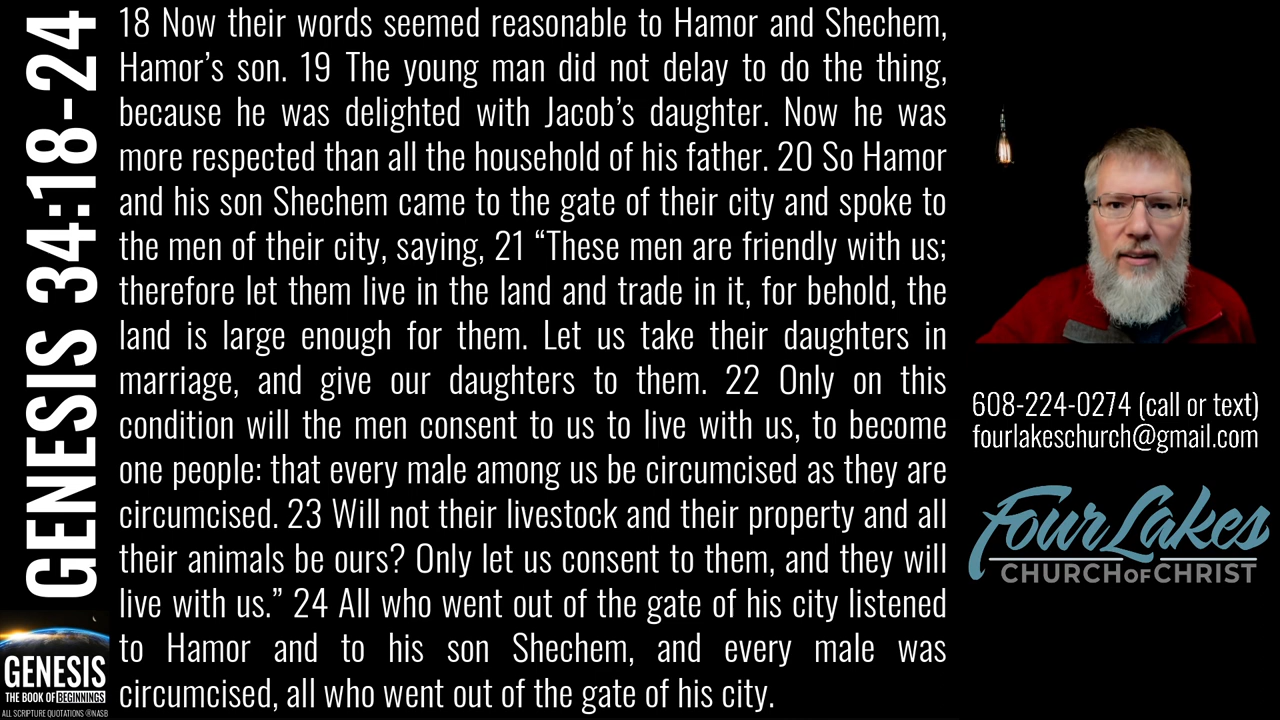 GENESIS 34:18-24
18 Now their words seemed reasonable to Hamor and Shechem,
Hamor’s son. 19 The young man did not delay to do the thing,
because he was delighted with Jacob’s daughter. Now he was
more respected than all the household of his father. 20 So Hamor
and his son Shechem came to the gate of their city and spoke to
the men of their city, saying, 21 “These men are friendly with us;
therefore let them live in the land and trade in it, for behold, the
land is large enough for them. Let us take their daughters in
marriage, and give our daughters to them. 22 Only on this
condition will the men consent to us to live with us, to become
one people: that every male among us be circumcised as they are
circumcised. 23 Will not their livestock and their property and all
their animals be ours? Only let us consent to them, and they will
live with us.” 24 All who went out of the gate of his city listened
to Hamor and to his son Shechem, and every male was
circumcised, all who went out of the gate of his city.
608-224-0274 (call or text)
fourlakeschurch@gmail.com
Four Lakes
CHURCH OF CHRIST
GENESIS
THE BOOK OF BEGINNINGS
ALL SCRIPTURE QUOTATIONS ®NASB